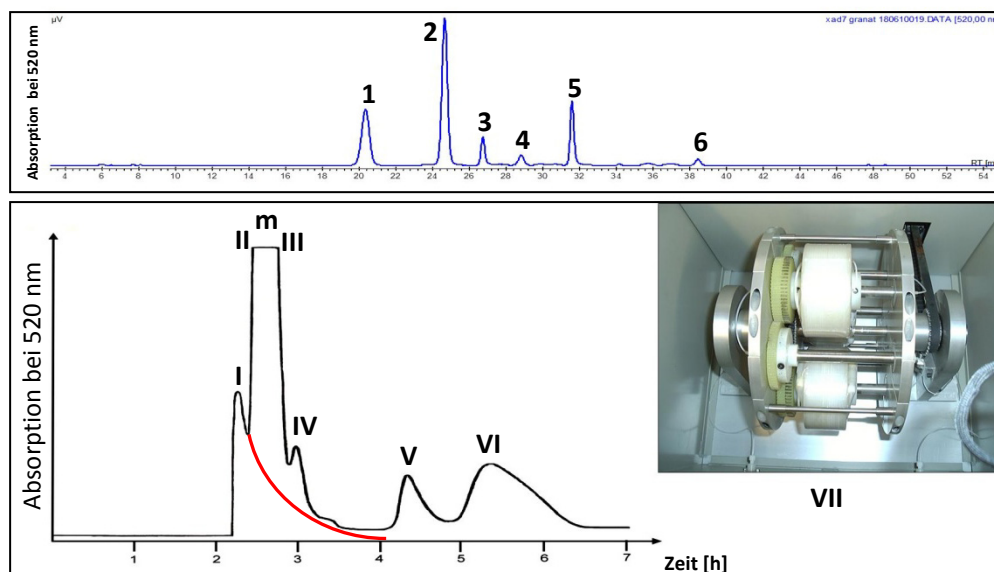 µV
xad7 granat 180610019.DATA [520,00 n
Absorption bei 520 nm
1
2
3
4
5
6
RT [m
4 6 8 10 12 14 16 18 20 22 24 26 28 30 32 34 36 38 40 42 44 46 48 50 52 54
Absorption bei 520 nm
m
II III
I
IV
V
VI
VII
1 2 3 4 5 6 7
Zeit [h]